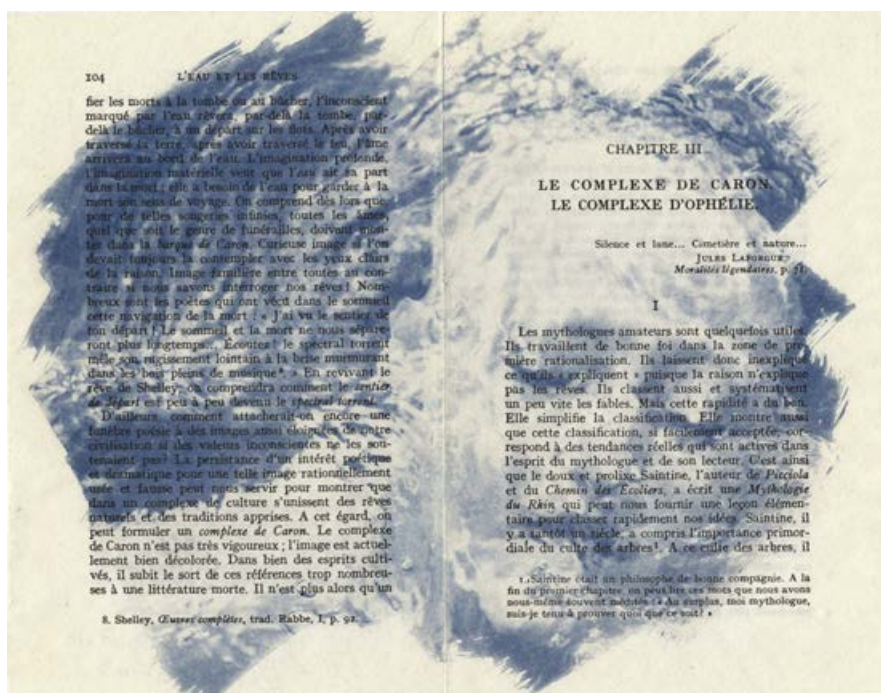 104 L'EAU ET LES RÊVES
fier les morts à la tombe ou au bûcher, l'inconscient
marqué par l'eau rêvera, par-delà la tombe, par-
delà le bûcher, à un départ sur les flots. Après avoir
traversé la terre, après avoir traversé le feu, l'âme
arrivera au bord de l'eau. L'imagination profonde,
l'imagination matérielle veut que l'eau ait sa part
dans la mort ; elle a besoin de l'eau pour garder à la
mort son sens de voyage. On comprend dès lors que,
pour de telles songeries infinies, toutes les âmes,
quel que soit le genre de funérailles, doivent mon-
ter dans la barque de Caron. Curieuse image si l'on
devait toujours la contempler avec les yeux clairs
de la raison. Image familière entre toutes au con-
traire si nous savons interroger nos rêves ! Nom-
breux sont les poètes qui ont vécu dans le sommeil
cette navigation de la mort : « J'ai vu le sentier de
ton départ ! Le sommeil et la mort ne nous sépare-
ront plus longtemps... Écoutez ! le spectral torrent
mêle son rugissement lointain à la brise murmurant
dans les bois pleins de musique⁸. » En revivant le
rêve de Shelley, on comprendra comment le sentier
de départ est peu à peu devenu le spectral torrent.
D'ailleurs, comment attacherait-on encore une
funèbre poésie à des images aussi éloignées de notre
civilisation si des valeurs inconscientes ne les sou-
tenaient pas ? La persistance d'un intérêt poétique
et dramatique pour une telle image rationnellement
usée et fausse peut nous servir pour montrer que
dans un complexe de culture s'unissent des rêves
naturels et des traditions apprises. A cet égard, on
peut formuler un complexe de Caron. Le complexe
de Caron n'est pas très vigoureux ; l'image est actuel-
lement bien décolorée. Dans bien des esprits culti-
vés, il subit le sort de ces références trop nombreu-
ses à une littérature morte. Il n'est plus alors qu'un
8. Shelley, Œuvres complètes, trad. Rabbe, I, p. 92.
CHAPITRE III
LE COMPLEXE DE CARON.
LE COMPLEXE D'OPHÉLIE.
Silence et lune... Cimetière et nature...
JULES LAFORGUE,
Moralités légendaires, p. 71.
I
Les mythologues amateurs sont quelquefois utiles.
Ils travaillent de bonne foi dans la zone de pre-
mière rationalisation. Ils laissent donc inexpliqué
ce qu'ils « expliquent » puisque la raison n'explique
pas les rêves. Ils classent aussi et systématisent
un peu vite les fables. Mais cette rapidité a du bon.
Elle simplifie la classification. Elle montre aussi
que cette classification, si facilement acceptée, cor-
respond à des tendances réelles qui sont actives dans
l'esprit du mythologue et de son lecteur. C'est ainsi
que le doux et prolixe Saintine, l'auteur de Picciola
et du Chemin des Écoliers, a écrit une Mythologie
du Rhin qui peut nous fournir une leçon élémen-
taire pour classer rapidement nos idées. Saintine, il
y a tantôt un siècle, a compris l'importance primor-
diale du culte des arbres¹. A ce culte des arbres, il
1. Saintine était un philosophe de bonne compagnie. A la
fin du premier chapitre, on peut lire ces mots que nous avons
nous-même souvent médités : « Au surplus, moi mythologue,
suis-je tenu à prouver quoi que ce soit ? »